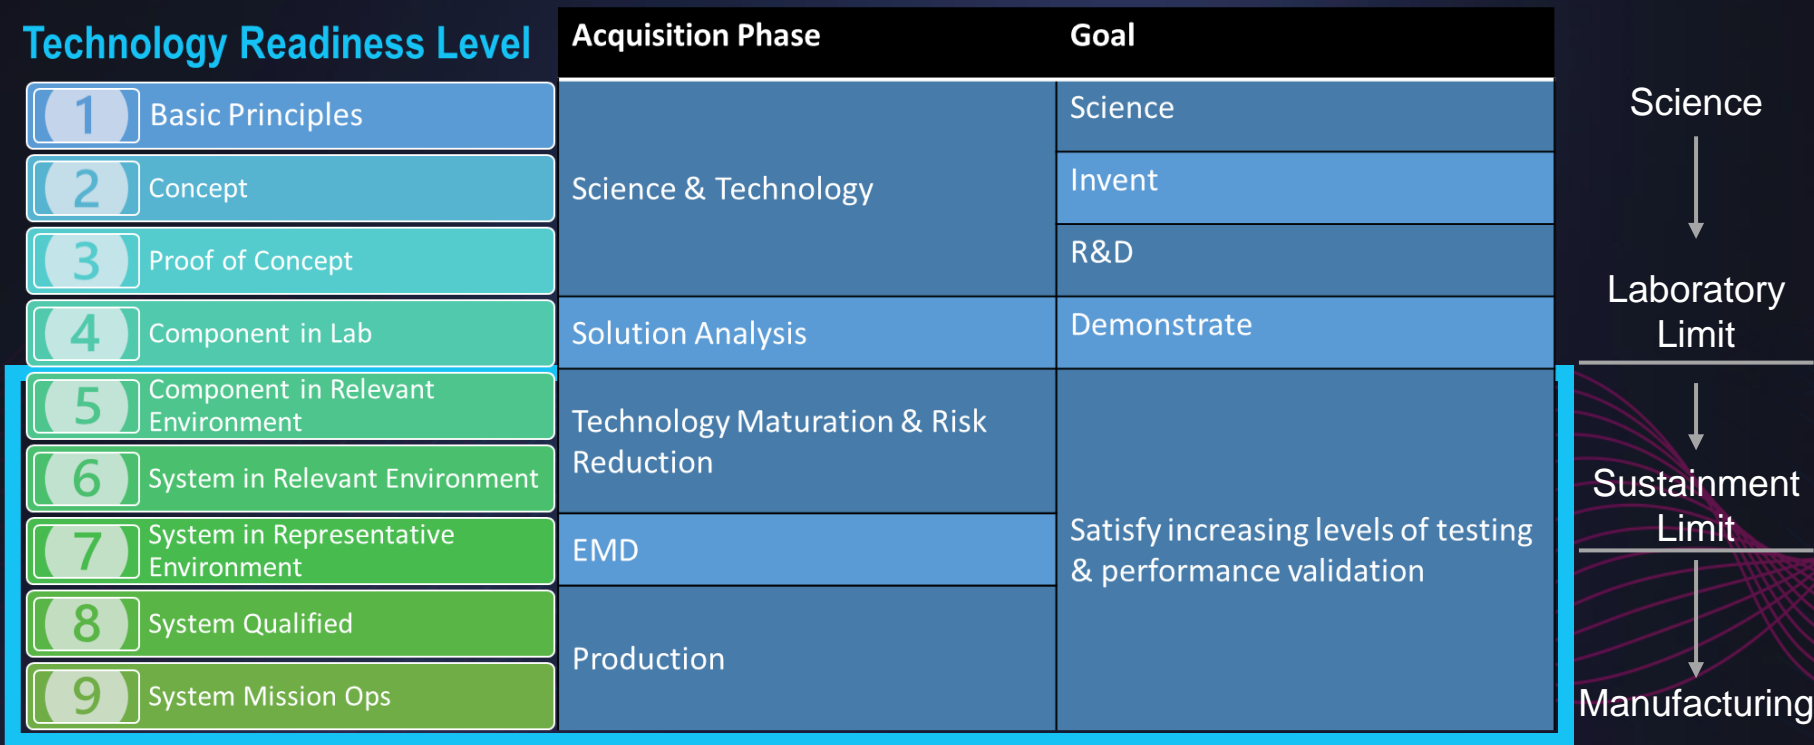 Technology Readiness Level
Acquisition Phase
Goal
1
Basic Principles
2
Concept
3
Proof of Concept
4
Component in Lab
5
Component in Relevant
Environment
6
System in Relevant Environment
7
System in Representative
Environment
8
System Qualified
9
System Mission Ops
Science & Technology
Solution Analysis
Technology Maturation & Risk
Reduction
EMD
Production
Science
Invent
R&D
Demonstrate
Satisfy increasing levels of testing
& performance validation
Science
Laboratory
Limit
Sustainment
Limit
Manufacturing